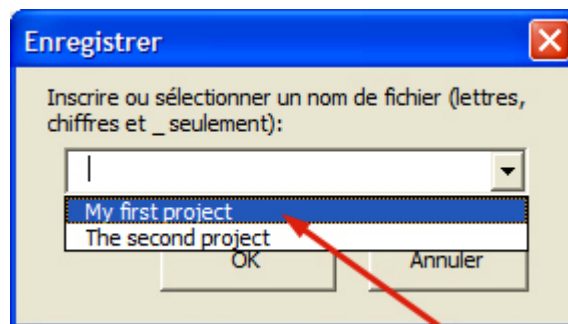 Enregistrer
Inscrire ou sélectionner un nom de fichier (lettres,
chiffres et _ seulement):
My first project
The second project
OK
Annuler